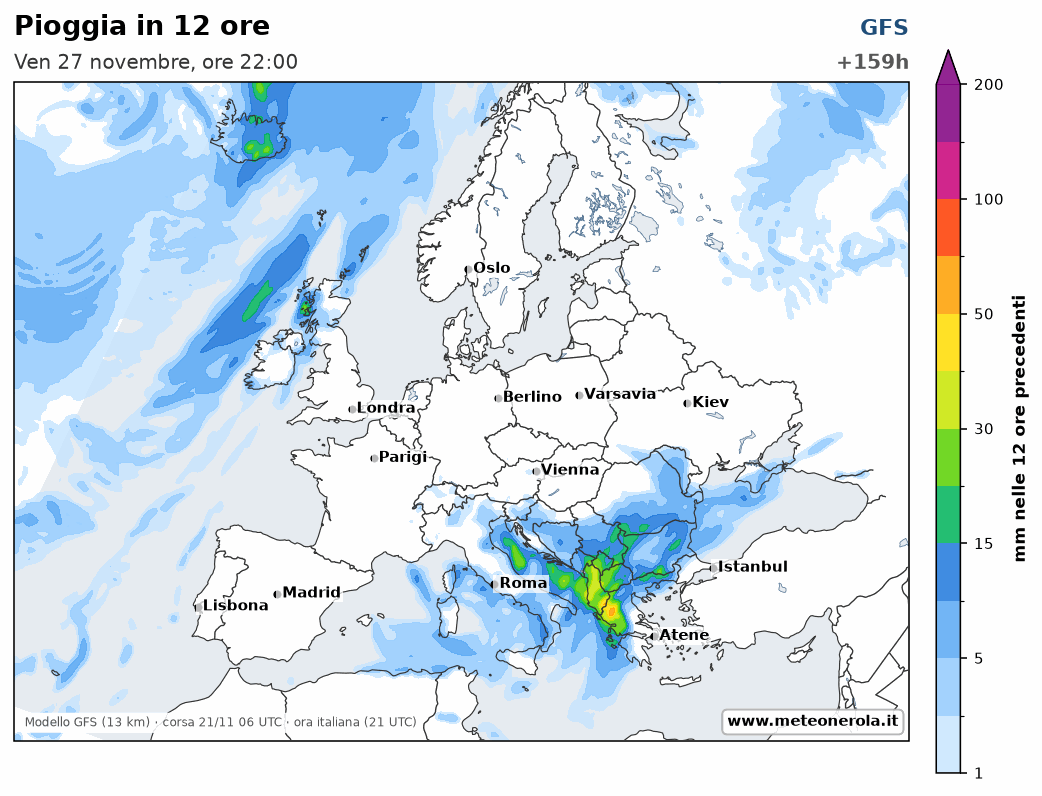 Pioggia in 12 ore
GFS
Ven 27 novembre, ore 22:00
+159h
200
100
50
30
15
5
1
mm nelle 12 ore precedenti
Oslo
Berlino
Varsavia
Kiev
Londra
Parigi
Vienna
Istanbul
Roma
Madrid
Lisbona
Atene
Modello GFS (13 km) · corsa 21/11 06 UTC · ora italiana (21 UTC)
www.meteonerola.it